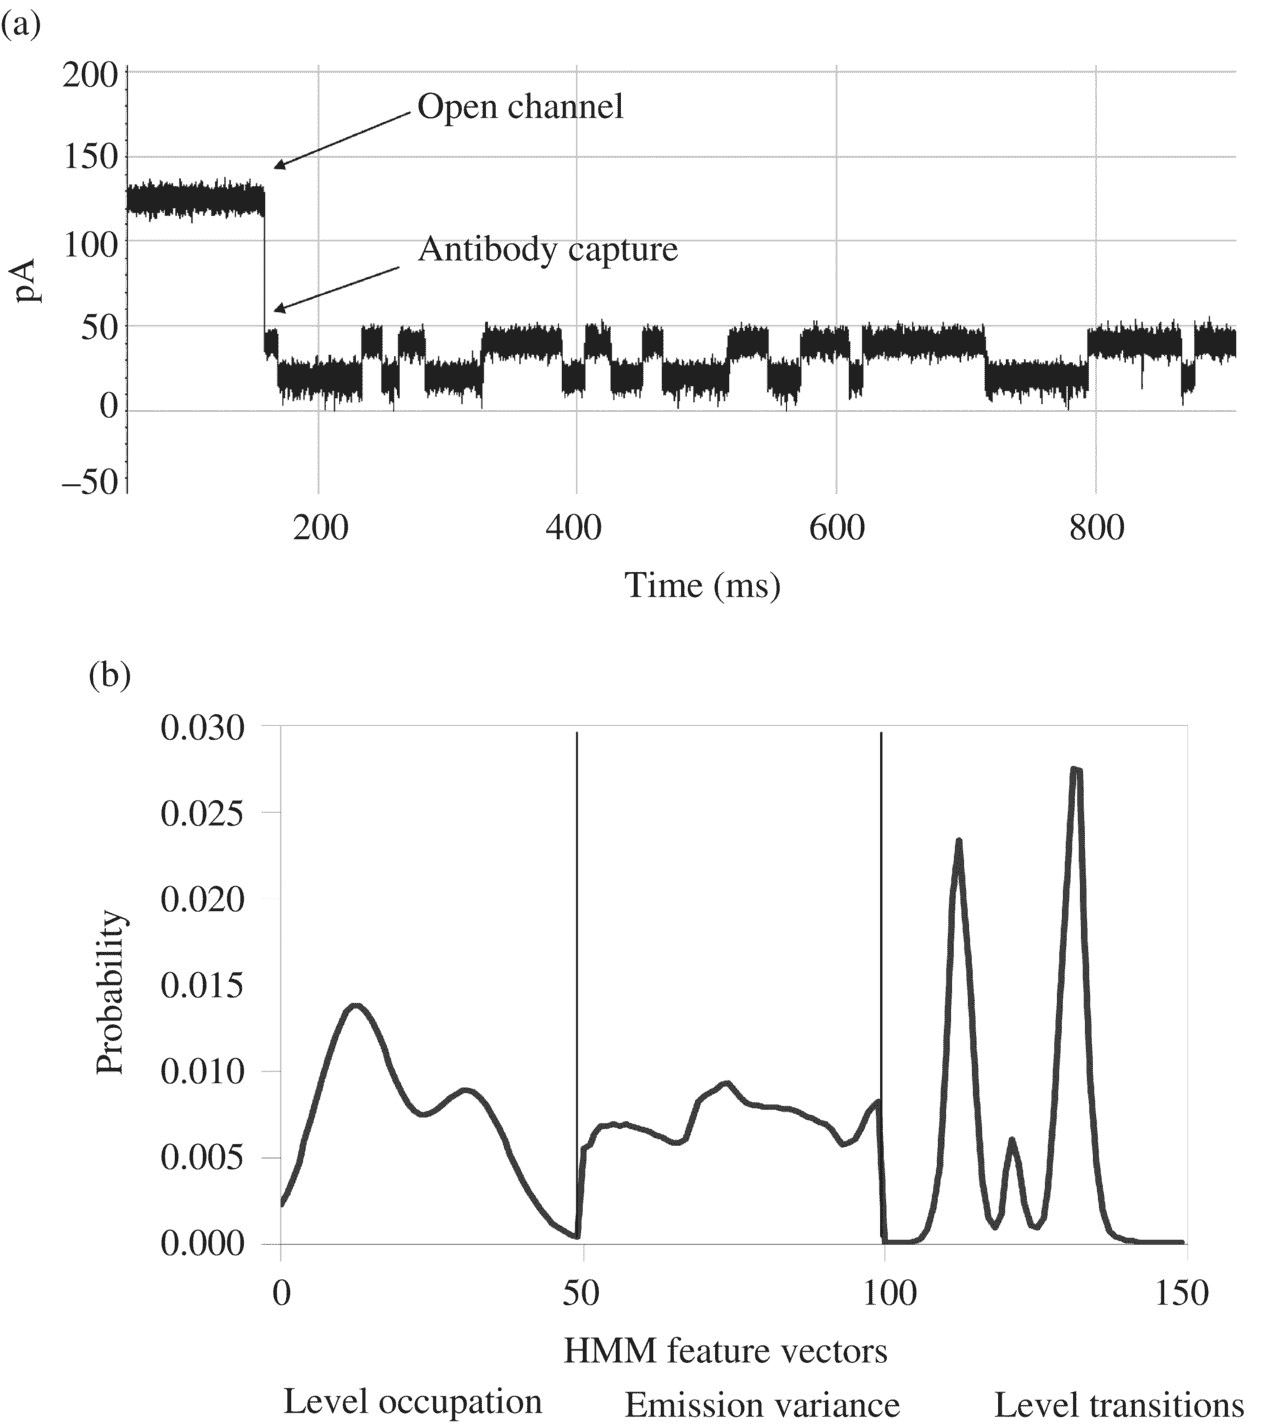 (a)
200
150
100
50
0
–50
pA
Open channel
Antibody capture
200 400 600 800
Time (ms)
(b)
0.030
0.025
0.020
0.015
0.010
0.005
0.000
Probability
0 50 100 150
HMM feature vectors
Level occupation Emission variance Level transitions